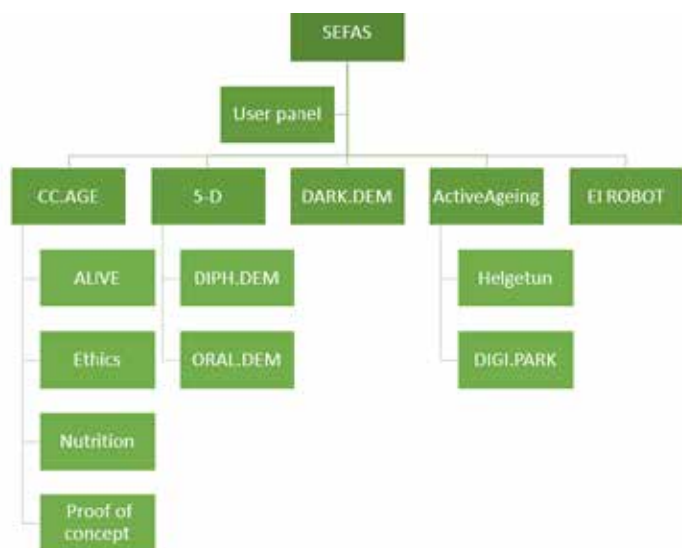 SEFAS
User panel
CC.AGE
5-D
DARK.DEM
ActiveAgeing
EI ROBOT
ALIVE
DIPH.DEM
Helgetun
Ethics
ORAL.DEM
DIGI.PARK
Nutrition
Proof of
concept